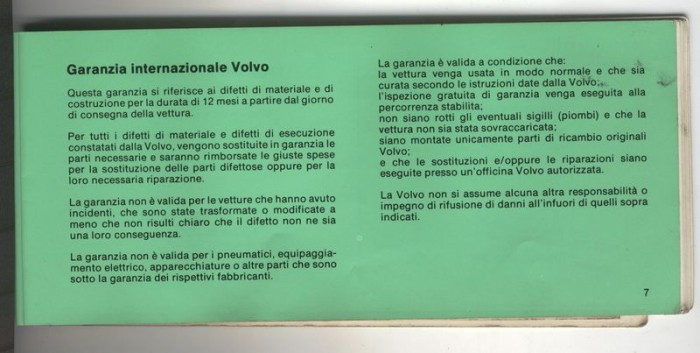 Garanzia internazionale Volvo
Questa garanzia si riferisce ai difetti di materiale e di
costruzione per la durata di 12 mesi a partire dal giorno
di consegna della vettura.
Per tutti i difetti di materiale e difetti di esecuzione
constatati dalla Volvo, vengono sostituite in garanzia le
parti necessarie e saranno rimborsate le giuste spese
per la sostituzione delle parti difettose oppure per la
loro necessaria riparazione.
La garanzia non è valida per le vetture che hanno avuto
incidenti, che sono state trasformate o modificate a
meno che non risulti chiaro che il difetto non ne sia
una loro conseguenza.
La garanzia non è valida per i pneumatici, equipaggia-
mento elettrico, apparecchiature o altre parti che sono
sotto la garanzia dei rispettivi fabbricanti.
La garanzia è valida a condizione che:
la vettura venga usata in modo normale e che sia
curata secondo le istruzioni date dalla Volvo;
l'ispezione gratuita di garanzia venga eseguita alla
percorrenza stabilita;
non siano rotti gli eventuali sigilli (piombi) e che la
vettura non sia stata sovraccaricata;
siano montate unicamente parti di ricambio originali
Volvo;
e che le sostituzioni e/oppure le riparazioni siano
eseguite presso un'officina Volvo autorizzata.
La Volvo non si assume alcuna altra responsabilità o
impegno di rifusione di danni all'infuori di quelli sopra
indicati.
7